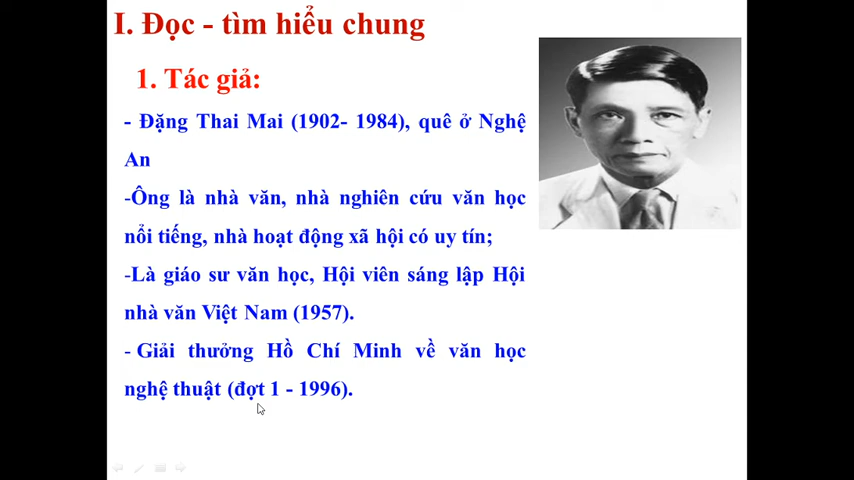 I. Đọc - tìm hiểu chung
1. Tác giả:
- Đặng Thai Mai (1902- 1984), quê ở Nghệ
An
-Ông là nhà văn, nhà nghiên cứu văn học
nổi tiếng, nhà hoạt động xã hội có uy tín;
-Là giáo sư văn học, Hội viên sáng lập Hội
nhà văn Việt Nam (1957).
- Giải thưởng Hồ Chí Minh về văn học
nghệ thuật (đợt 1 - 1996).